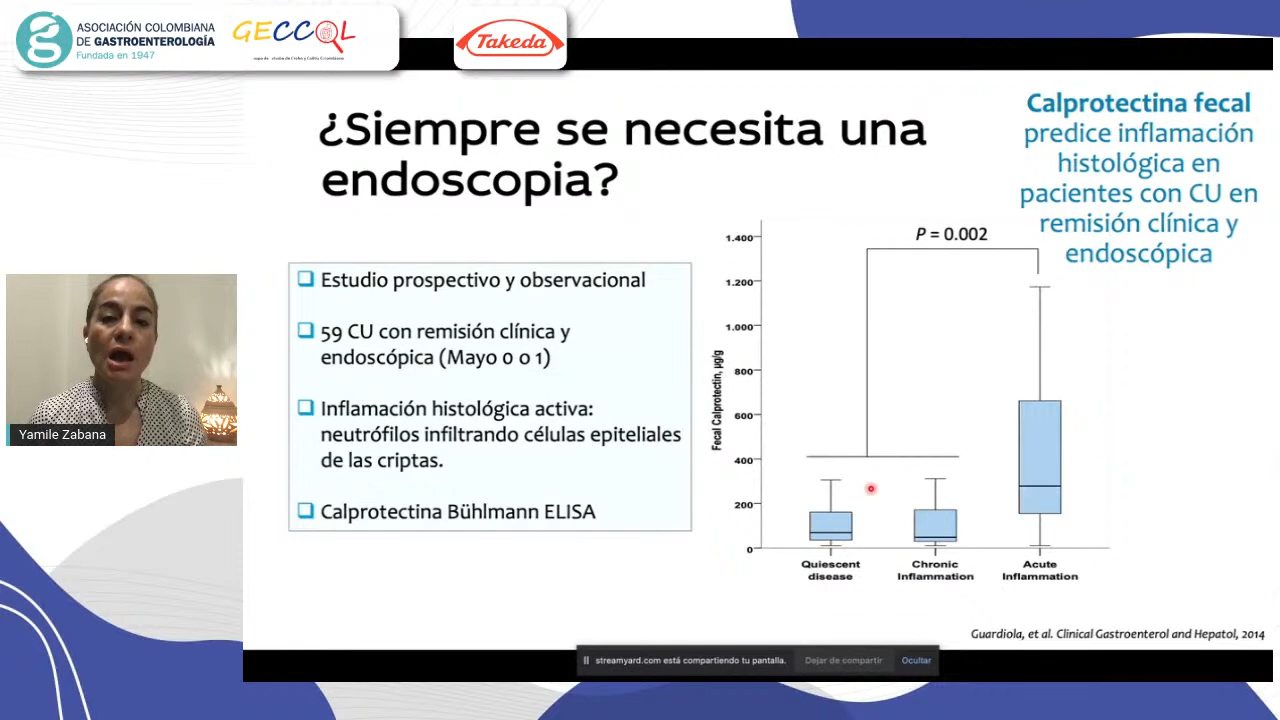 ASOCIACIÓN COLOMBIANA
DE GASTROENTEROLOGÍA
Fundada en 1947
GECCOL
Takeda
¿Siempre se necesita una
endoscopia?
Calprotectina fecal
predice inflamación
histológica en
pacientes con CU en
remisión clínica y
endoscópica
Estudio prospectivo y observacional
59 CU con remisión clínica y
endoscópica (Mayo 0 o 1)
Inflamación histológica activa:
neutrófilos infiltrando células epiteliales
de las criptas.
Calprotectina Bühlmann ELISA
P = 0.002
Fecal Calprotectin, µg/g
1.400
1.200
1.000
800
600
400
200
0
Quiescent
disease
Chronic
Inflammation
Acute
Inflammation
Yamile Zabana
Guardiola, et al. Clinical Gastroenterol and Hepatol, 2014
streamyard.com está compartiendo tu pantalla.
Dejar de compartir
Ocultar